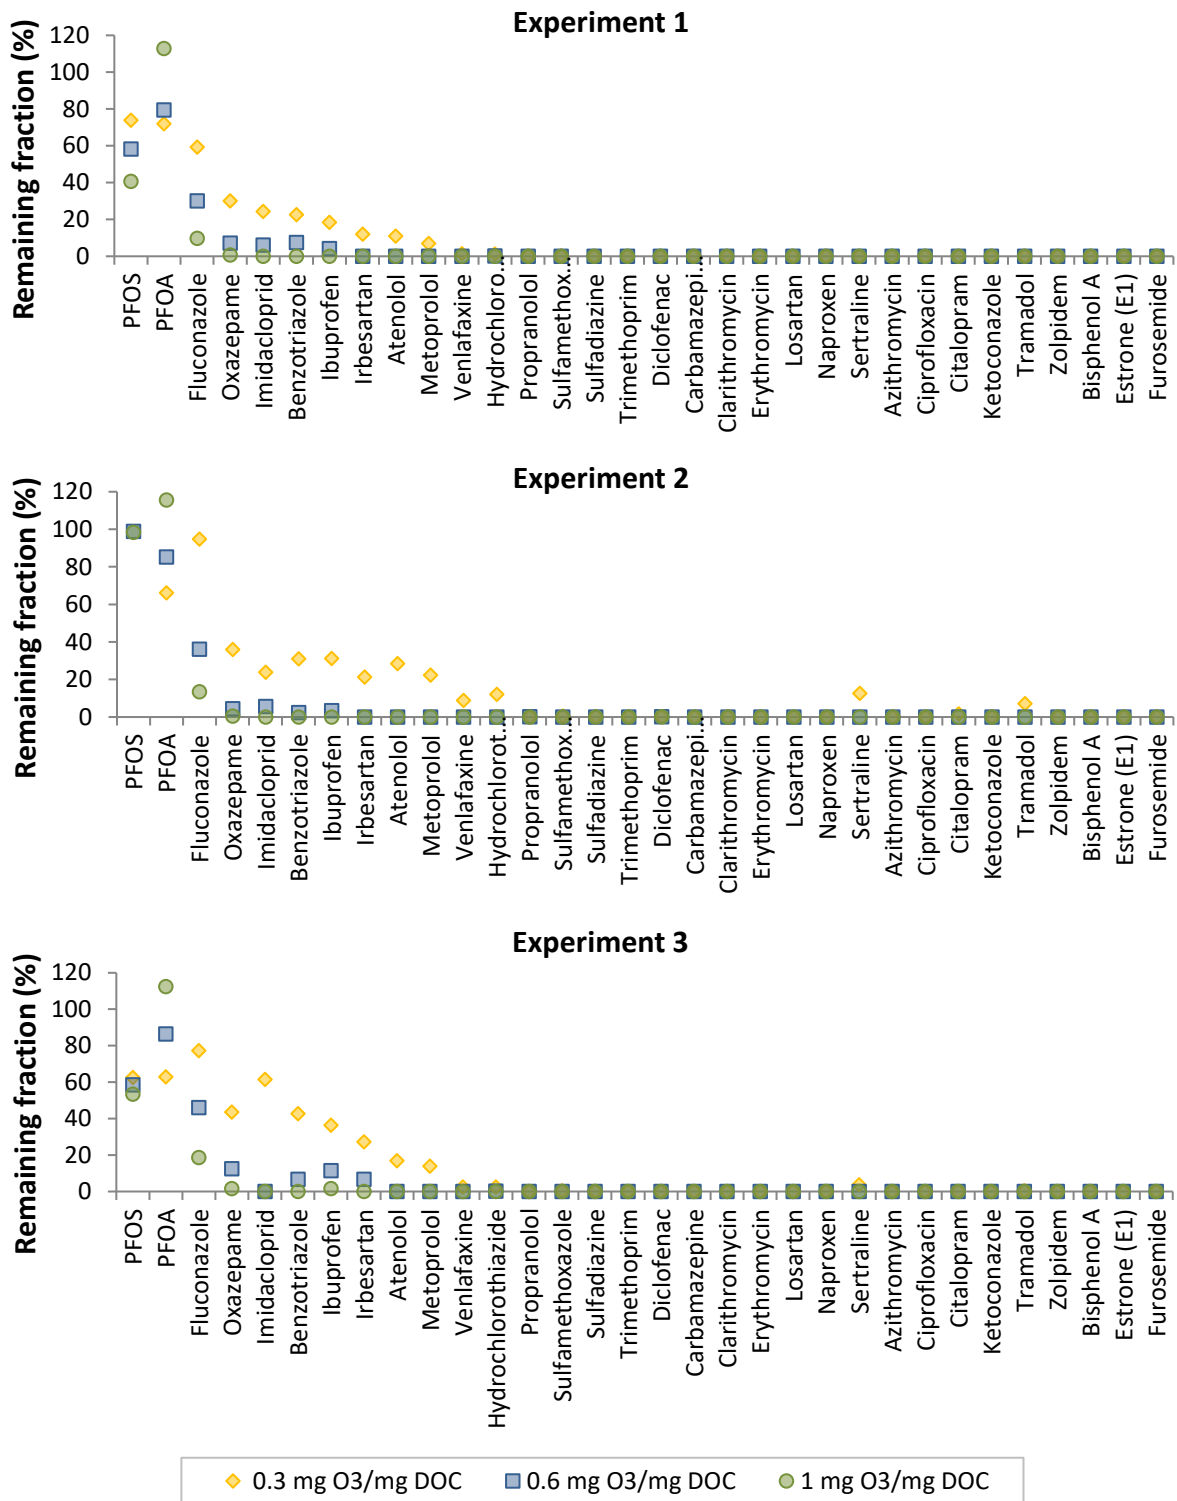 Experiment 1
Remaining fraction (%)
120
100
80
60
40
20
0
PFOS
PFOA
Fluconazole
Oxazepame
Imidacloprid
Benzotriazole
Ibuprofen
Irbesartan
Atenolol
Metoprolol
Venlafaxine
Hydrochloro…
Propranolol
Sulfamethox…
Sulfadiazine
Trimethoprim
Diclofenac
Carbamazepi…
Clarithromycin
Erythromycin
Losartan
Naproxen
Sertraline
Azithromycin
Ciprofloxacin
Citalopram
Ketoconazole
Tramadol
Zolpidem
Bisphenol A
Estrone (E1)
Furosemide
Experiment 2
Remaining fraction (%)
120
100
80
60
40
20
0
PFOS
PFOA
Fluconazole
Oxazepame
Imidacloprid
Benzotriazole
Ibuprofen
Irbesartan
Atenolol
Metoprolol
Venlafaxine
Hydrochlorot…
Propranolol
Sulfamethox…
Sulfadiazine
Trimethoprim
Diclofenac
Carbamazepi…
Clarithromycin
Erythromycin
Losartan
Naproxen
Sertraline
Azithromycin
Ciprofloxacin
Citalopram
Ketoconazole
Tramadol
Zolpidem
Bisphenol A
Estrone (E1)
Furosemide
Experiment 3
Remaining fraction (%)
120
100
80
60
40
20
0
PFOS
PFOA
Fluconazole
Oxazepame
Imidacloprid
Benzotriazole
Ibuprofen
Irbesartan
Atenolol
Metoprolol
Venlafaxine
Hydrochlorothiazide
Propranolol
Sulfamethoxazole
Sulfadiazine
Trimethoprim
Diclofenac
Carbamazepine
Clarithromycin
Erythromycin
Losartan
Naproxen
Sertraline
Azithromycin
Ciprofloxacin
Citalopram
Ketoconazole
Tramadol
Zolpidem
Bisphenol A
Estrone (E1)
Furosemide
0.3 mg O3/mg DOC
0.6 mg O3/mg DOC
1 mg O3/mg DOC